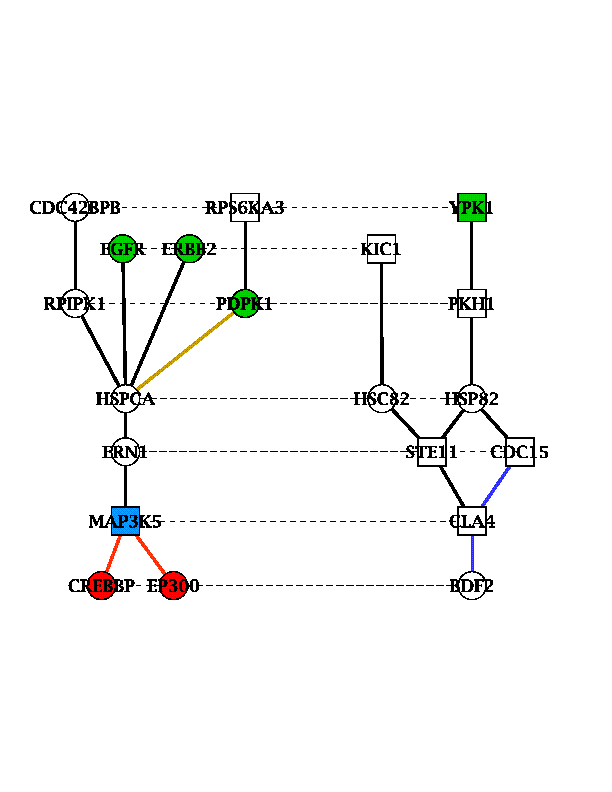 CDC42BPB RPS6KA3 YPK1
EGFR ERBB2 KIC1
RPIPK1 PDPK1 PKH1
HSPCA HSC82 HSP82
ERN1 STE11 CDC15
MAP3K5 CLA4
CREBBP EP300 BDF2